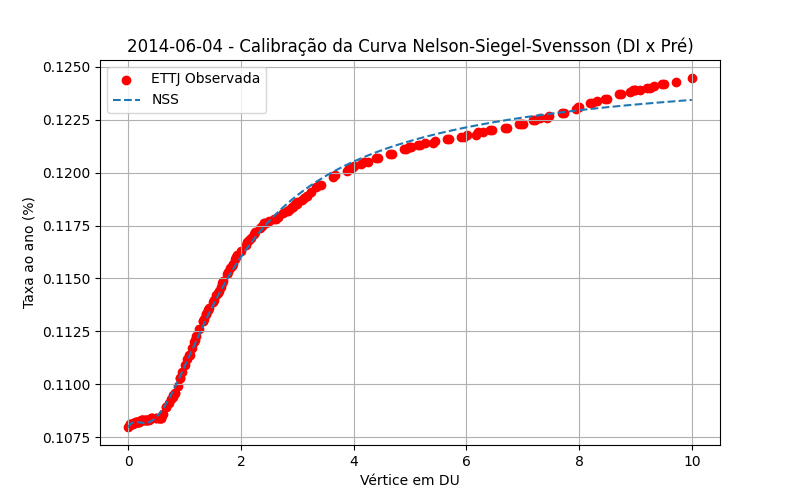 2014-06-04 - Calibração da Curva Nelson-Siegel-Svensson (DI x Pré)
ETTJ Observada
NSS
Taxa ao ano (%)
0.1250
0.1225
0.1200
0.1175
0.1150
0.1125
0.1100
0.1075
0 2 4 6 8 10
Vértice em DU